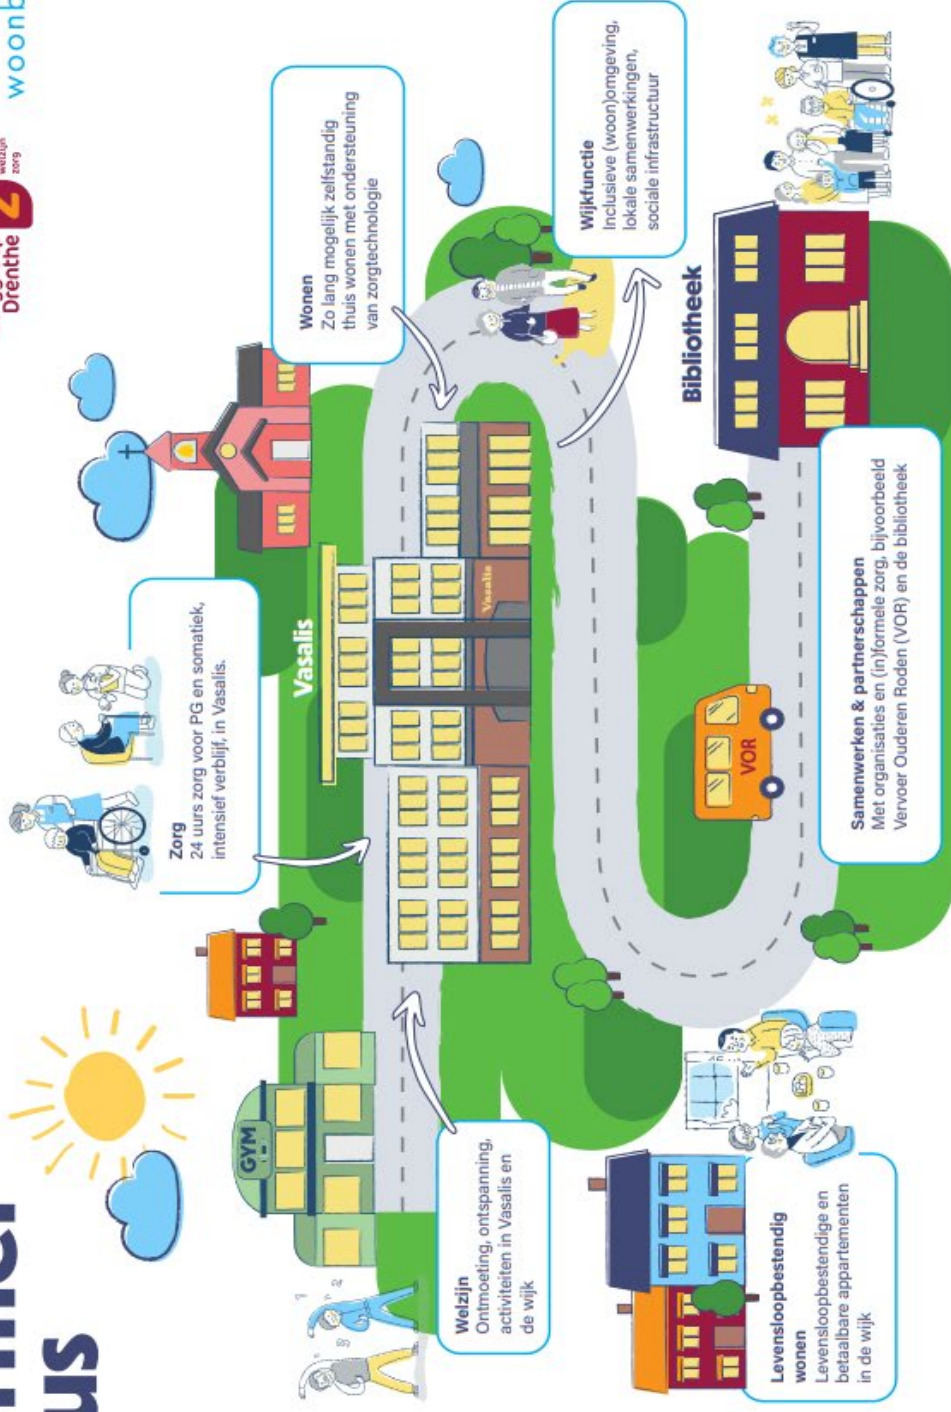 us
Drenthe
welzijn
zorg
Zorg
24 uurs zorg voor PG en somatiek,
intensief verblijf, in Vasalis.
Wonen
Zo lang mogelijk zelfstandig
thuis wonen met ondersteuning
van zorgtechnologie
GYM
Vasalis
Vasalis
Welzijn
Ontmoeting, ontspanning,
activiteiten in Vasalis en
de wijk
Wijkfunctie
Inclusieve (woon)omgeving,
lokale samenwerkingen,
sociale infrastructuur
Bibliotheek
VOR
Levensloopbestendig
wonen
Levensloopbestendige en
betaalbare appartementen
in de wijk
Samenwerken & partnerschappen
Met organisaties en (in)formele zorg, bijvoorbeeld
Vervoer Ouderen Roden (VOR) en de bibliotheek